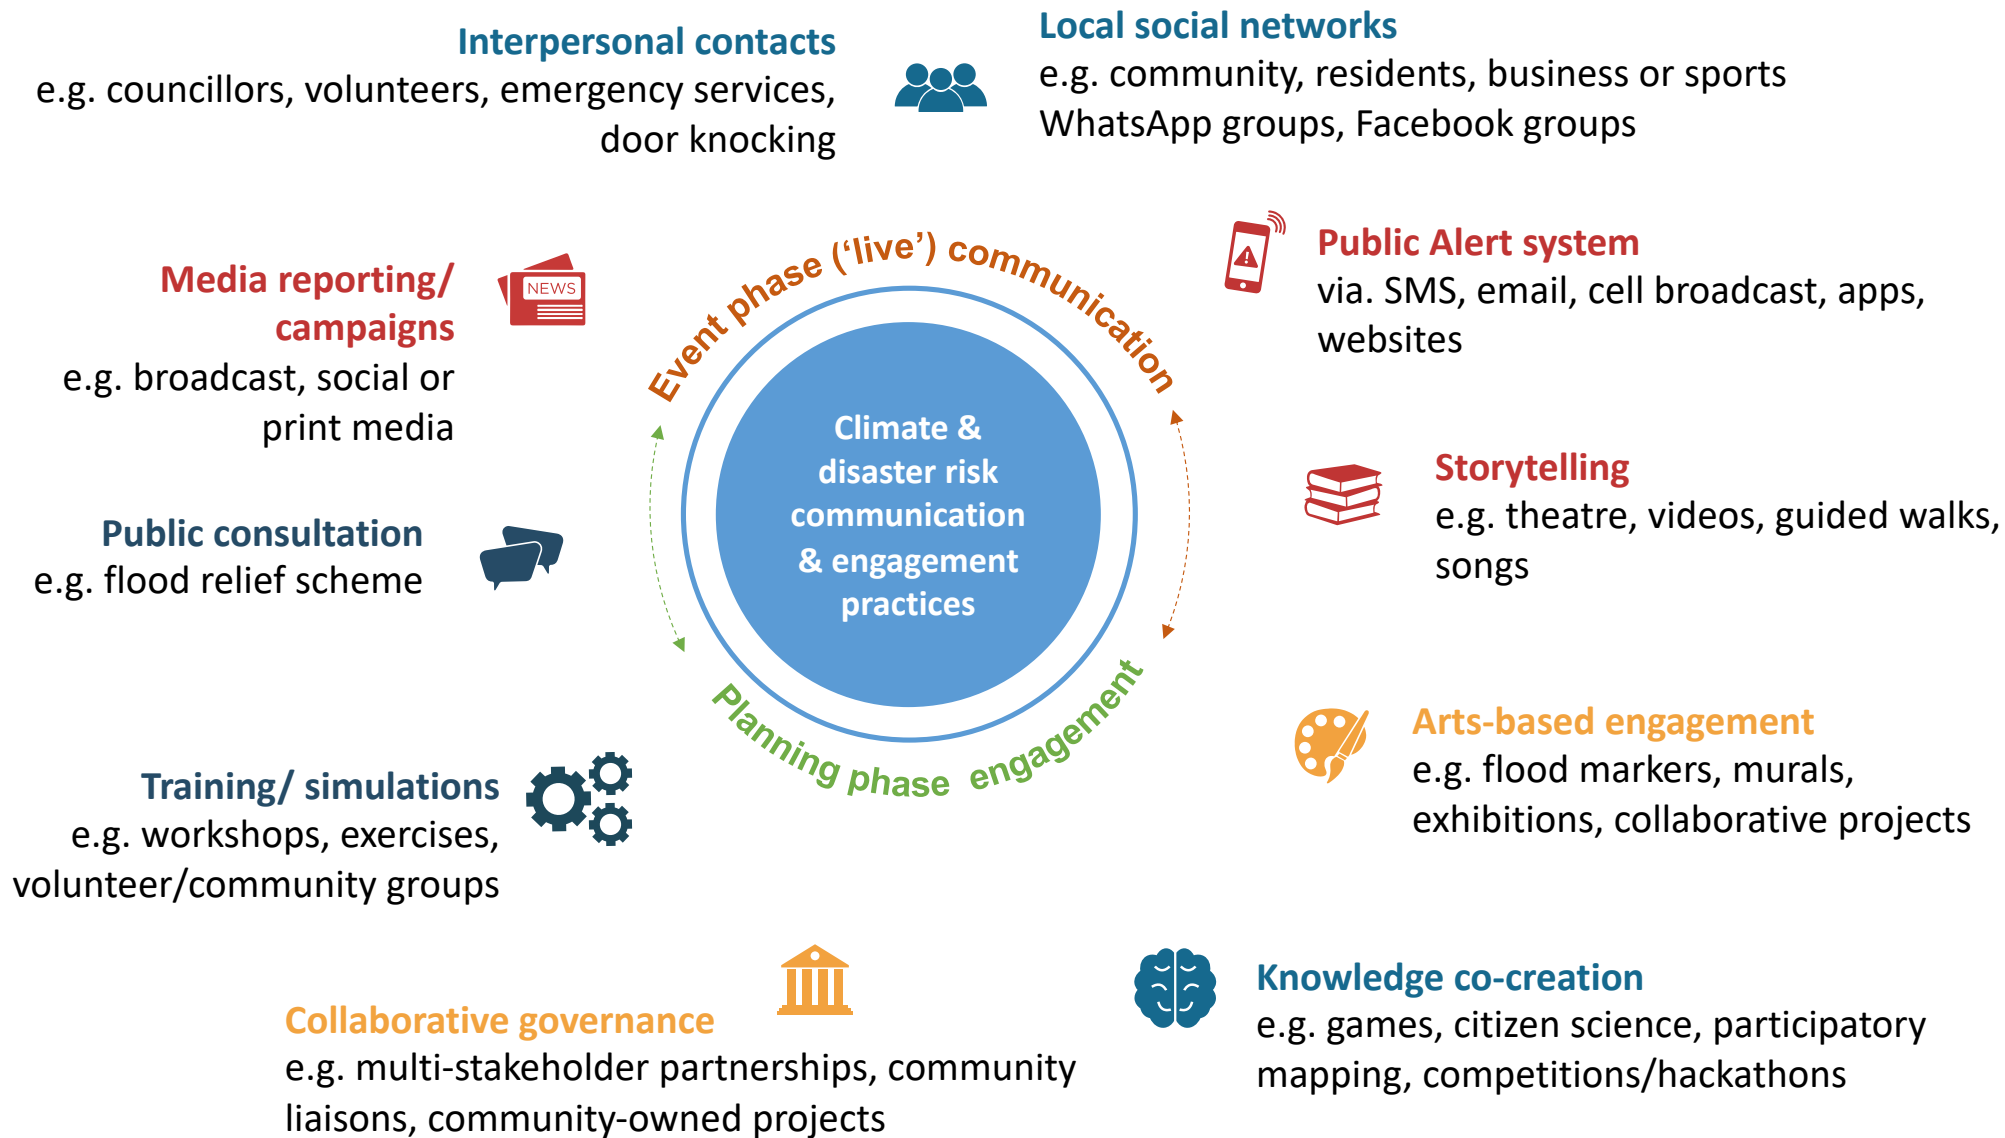 Interpersonal contacts
e.g. councillors, volunteers, emergency services,
door knocking
Local social networks
e.g. community, residents, business or sports
WhatsApp groups, Facebook groups
Media reporting/
campaigns
e.g. broadcast, social or
print media
NEWS
Event phase (‘live’) communication
Public Alert system
via. SMS, email, cell broadcast, apps,
websites
Climate &
disaster risk
communication
& engagement
practices
Storytelling
e.g. theatre, videos, guided walks,
songs
Public consultation
e.g. flood relief scheme
Planning phase engagement
Arts-based engagement
e.g. flood markers, murals,
exhibitions, collaborative projects
Training/ simulations
e.g. workshops, exercises,
volunteer/community groups
Collaborative governance
e.g. multi-stakeholder partnerships, community
liaisons, community-owned projects
Knowledge co-creation
e.g. games, citizen science, participatory
mapping, competitions/hackathons